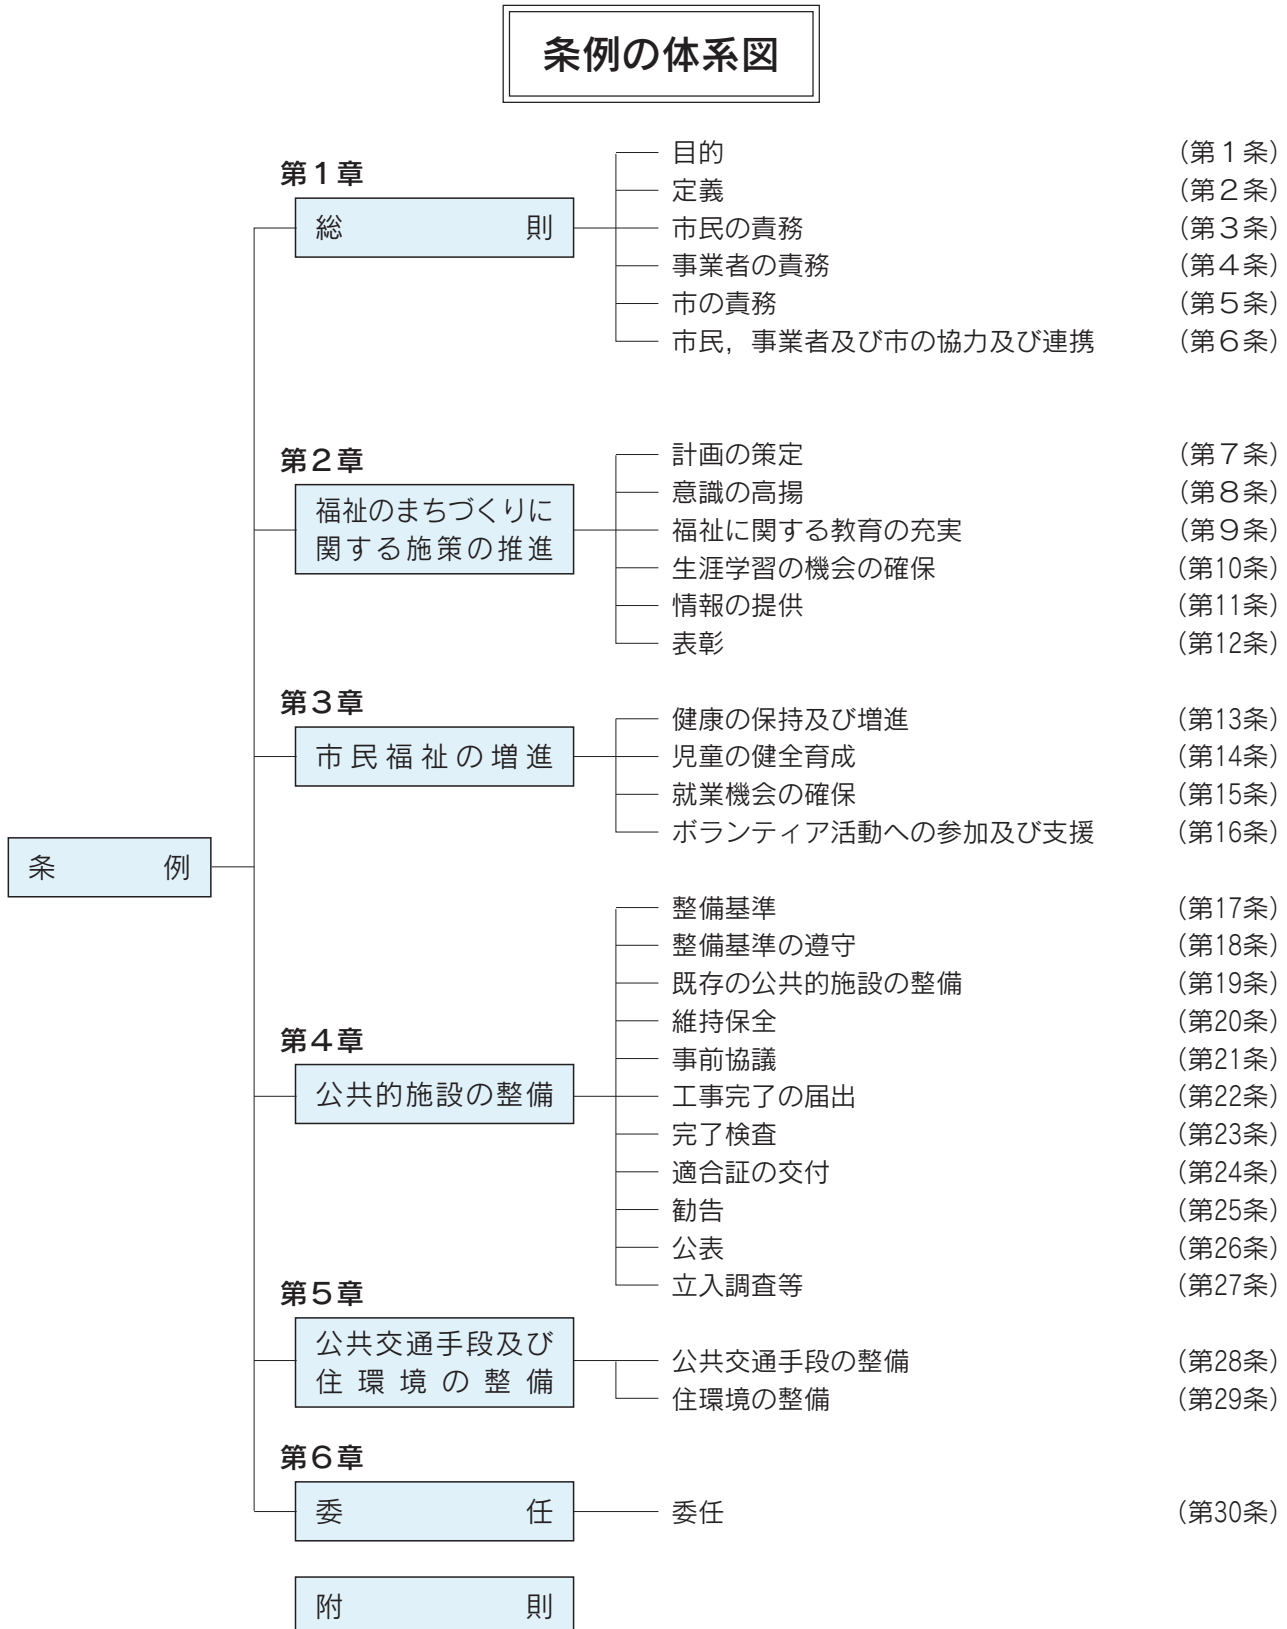 条例の体系図
条例
第1章
総則
目的 (第1条)
定義 (第2条)
市民の責務 (第3条)
事業者の責務 (第4条)
市の責務 (第5条)
市民，事業者及び市の協力及び連携 (第6条)
第2章
福祉のまちづくりに
関する施策の推進
計画の策定 (第7条)
意識の高揚 (第8条)
福祉に関する教育の充実 (第9条)
生涯学習の機会の確保 (第10条)
情報の提供 (第11条)
表彰 (第12条)
第3章
市民福祉の増進
健康の保持及び増進 (第13条)
児童の健全育成 (第14条)
就業機会の確保 (第15条)
ボランティア活動への参加及び支援 (第16条)
第4章
公共的施設の整備
整備基準 (第17条)
整備基準の遵守 (第18条)
既存の公共的施設の整備 (第19条)
維持保全 (第20条)
事前協議 (第21条)
工事完了の届出 (第22条)
完了検査 (第23条)
適合証の交付 (第24条)
勧告 (第25条)
公表 (第26条)
立入調査等 (第27条)
第5章
公共交通手段及び
住環境の整備
公共交通手段の整備 (第28条)
住環境の整備 (第29条)
第6章
委任
委任 (第30条)
附則